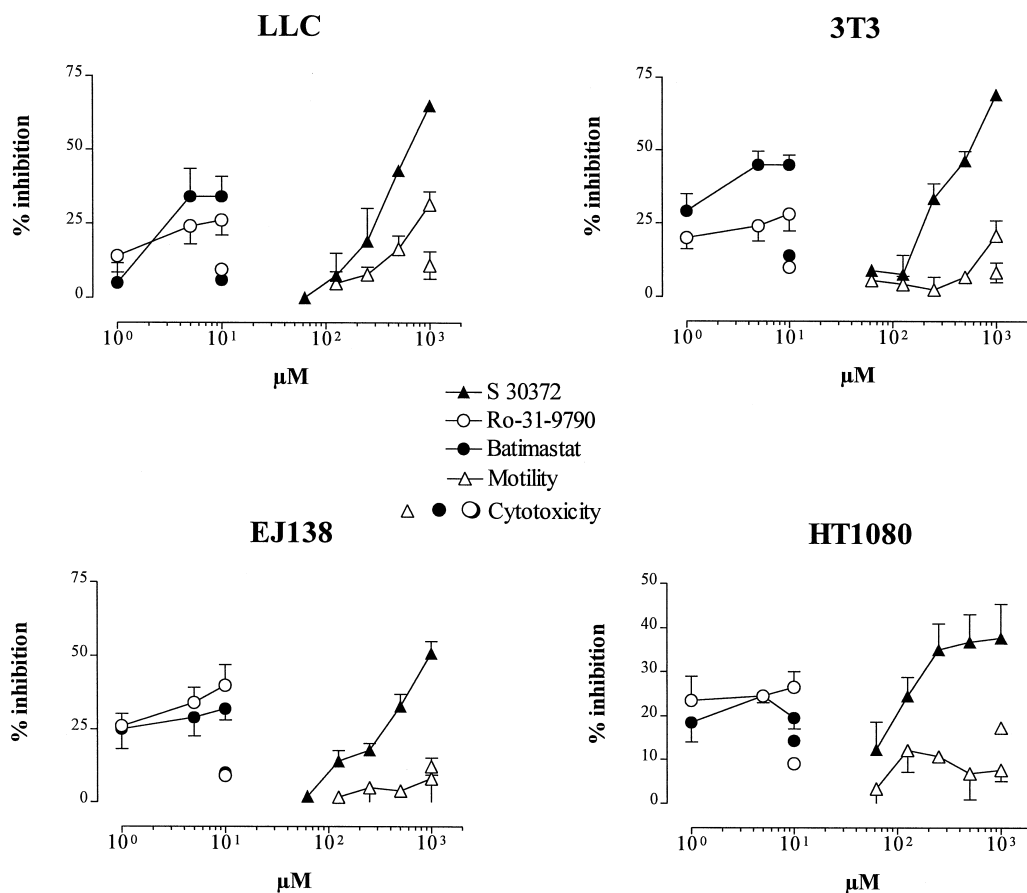 LLC
3T3
75
50
25
0
% inhibition
10⁰ 10¹ 10² 10³
µM
75
50
25
0
% inhibition
10⁰ 10¹ 10² 10³
µM
S 30372
Ro-31-9790
Batimastat
Motility
Cytotoxicity
EJ138
HT1080
75
50
25
0
% inhibition
10⁰ 10¹ 10² 10³
µM
50
40
30
20
10
0
% inhibition
10⁰ 10¹ 10² 10³
µM